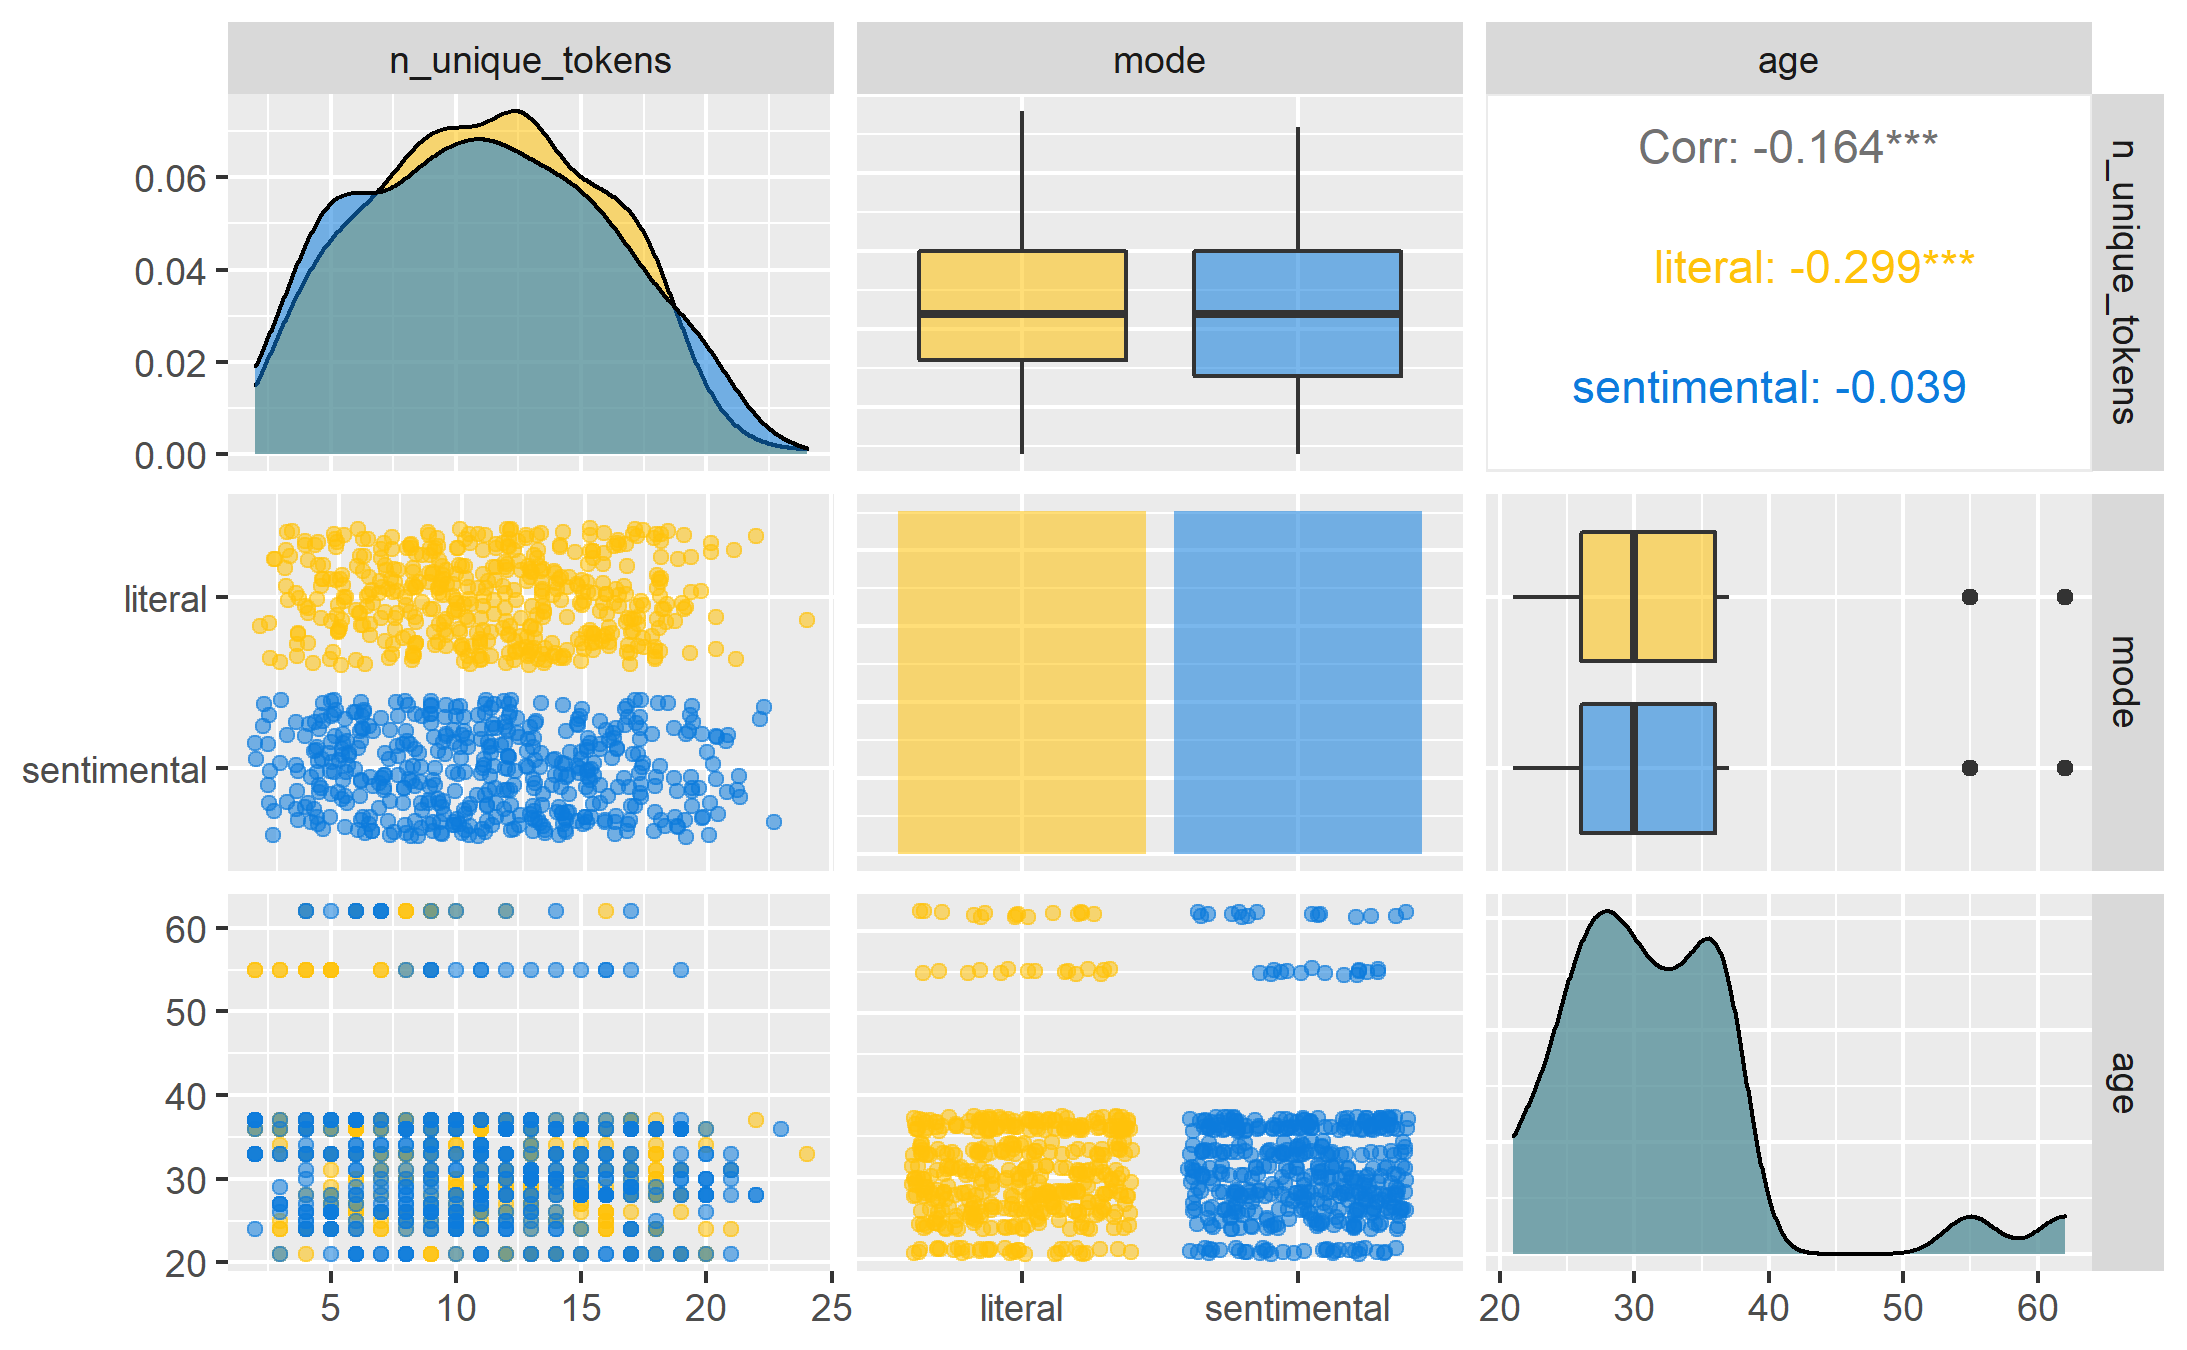 n_unique_tokens
mode
age
0.06
0.04
0.02
0.00
Corr: -0.164***
literal: -0.299***
sentimental: -0.039
n_unique_tokens
literal
sentimental
mode
60
50
40
30
20
age
5
10
15
20
25
literal
sentimental
20
30
40
50
60